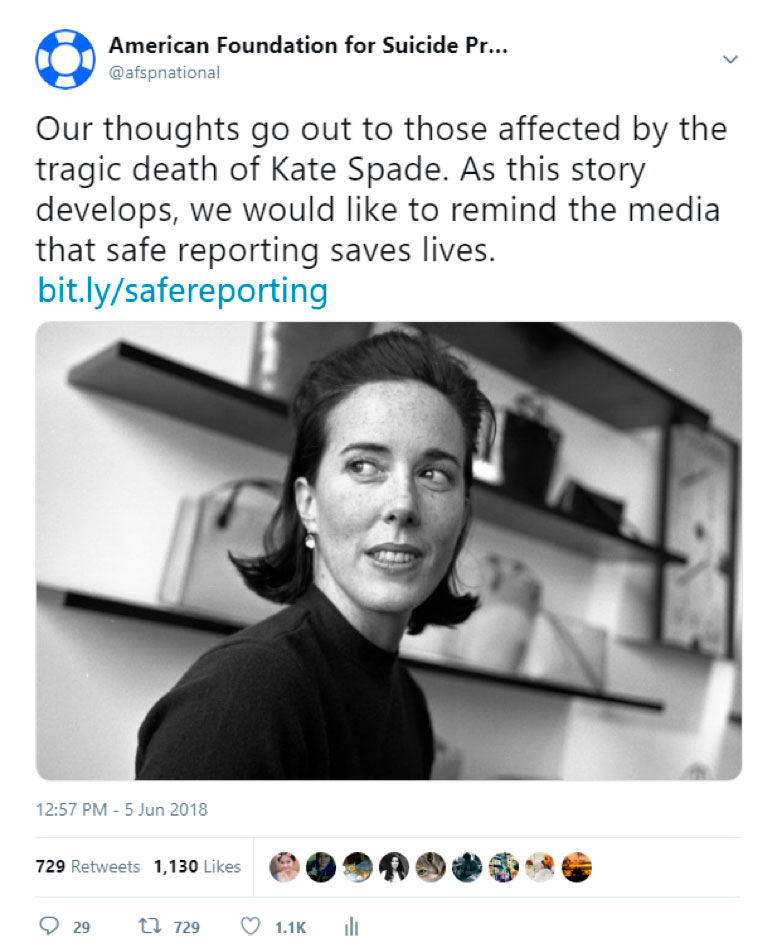 American Foundation for Suicide Pr...
@afspnational
Our thoughts go out to those affected by the
tragic death of Kate Spade. As this story
develops, we would like to remind the media
that safe reporting saves lives.
bit.ly/safereporting
12:57 PM - 5 Jun 2018
729 Retweets 1,130 Likes
29 729 1.1K